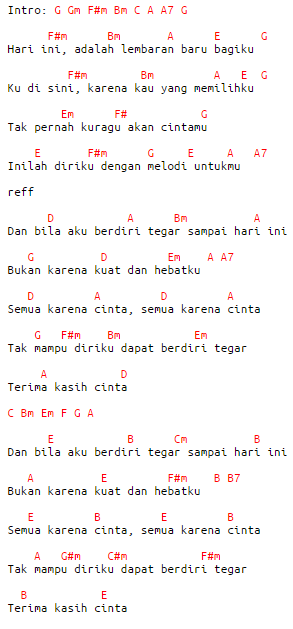 Intro: G Gm F#m Bm C A A7 G
F#m Bm A E G
Hari ini, adalah lembaran baru bagiku
F#m Bm A E G
Ku di sini, karena kau yang memilihku
Em F# G
Tak pernah kuragu akan cintamu
E F#m G E A A7
Inilah diriku dengan melodi untukmu
reff
D A Bm A
Dan bila aku berdiri tegar sampai hari ini
G D Em A A7
Bukan karena kuat dan hebatku
D A D A
Semua karena cinta, semua karena cinta
G F#m Bm Em
Tak mampu diriku dapat berdiri tegar
A D
Terima kasih cinta
C Bm Em F G A
E B Cm B
Dan bila aku berdiri tegar sampai hari ini
A E F#m B B7
Bukan karena kuat dan hebatku
E B E B
Semua karena cinta, semua karena cinta
A G#m C#m F#m
Tak mampu diriku dapat berdiri tegar
B E
Terima kasih cinta